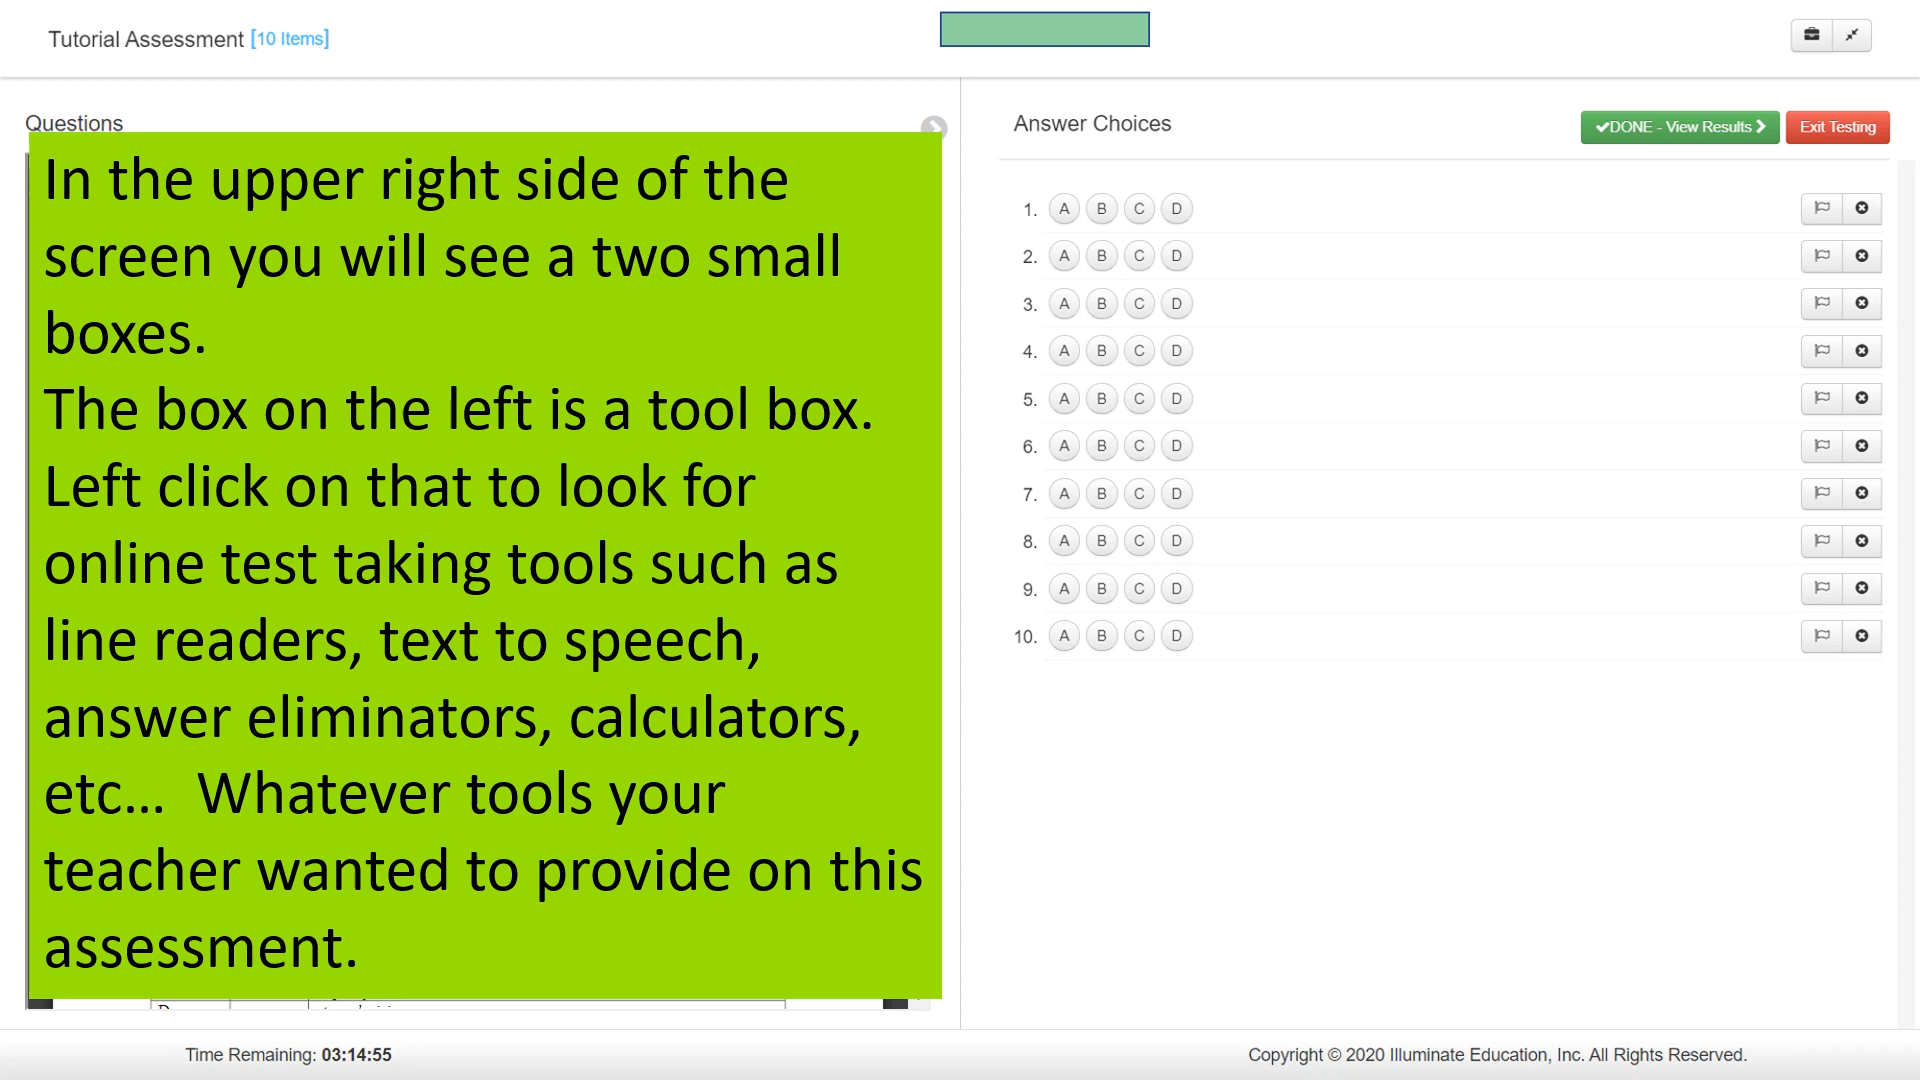 Tutorial Assessment [10 Items]
Questions
In the upper right side of the
screen you will see a two small
boxes.
The box on the left is a tool box.
Left click on that to look for
online test taking tools such as
line readers, text to speech,
answer eliminators, calculators,
etc...  Whatever tools your
teacher wanted to provide on this
assessment.
Answer Choices
DONE - View Results
Exit Testing
1. A B C D
2. A B C D
3. A B C D
4. A B C D
5. A B C D
6. A B C D
7. A B C D
8. A B C D
9. A B C D
10. A B C D
Time Remaining: 03:14:55
Copyright © 2020 Illuminate Education, Inc. All Rights Reserved.